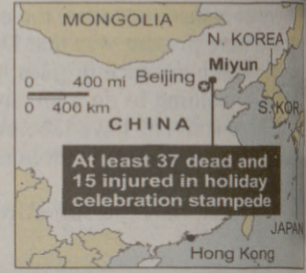 MONGOLIA
N. KOREA
Miyun
0 400 mi
Beijing
0 400 km
S. KOR.
CHINA
At least 37 dead and
15 injured in holiday
celebration stampede
JAPAN
Hong Kong